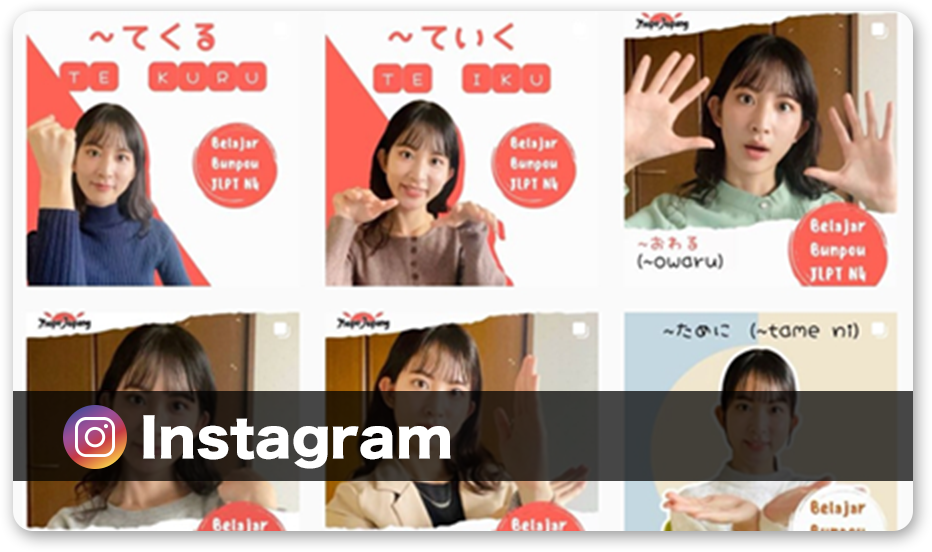 ~てくる
TE KURU
Belajar
Bunpou
JLPT N4
~ていく
TE IKU
Belajar
Bunpou
JLPT N4
~おわる
(~owaru)
Belajar
Bunpou
JLPT N4
~ために (~tame ni)
Instagram
Belajar
Belajar
Belajar
Bunpou